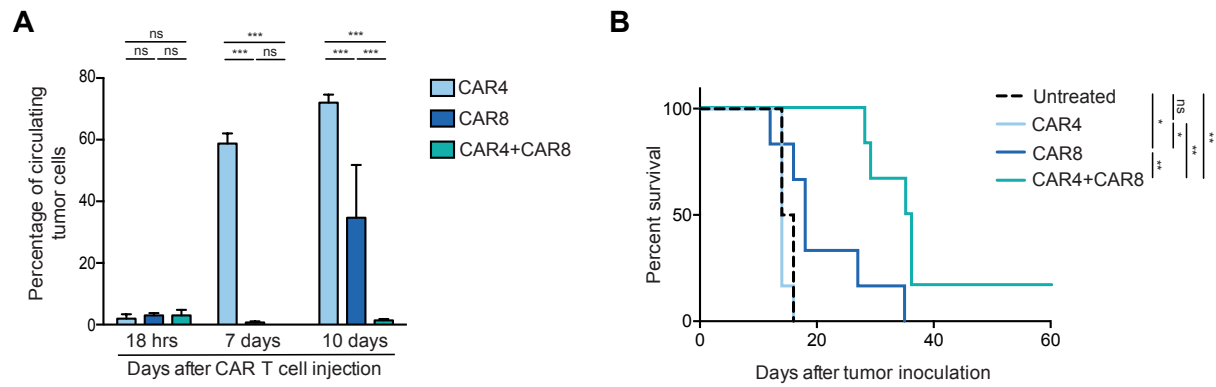 A
ns
***
***
ns
ns
***
ns
***
***
Percentage of circulating
tumor cells
80
60
40
20
0
18 hrs
7 days
10 days
Days after CAR T cell injection
CAR4
CAR8
CAR4+CAR8
B
Percent survival
100
50
0
0
20
40
60
Days after tumor inoculation
Untreated
CAR4
CAR8
CAR4+CAR8
*
**
ns
*
**
**